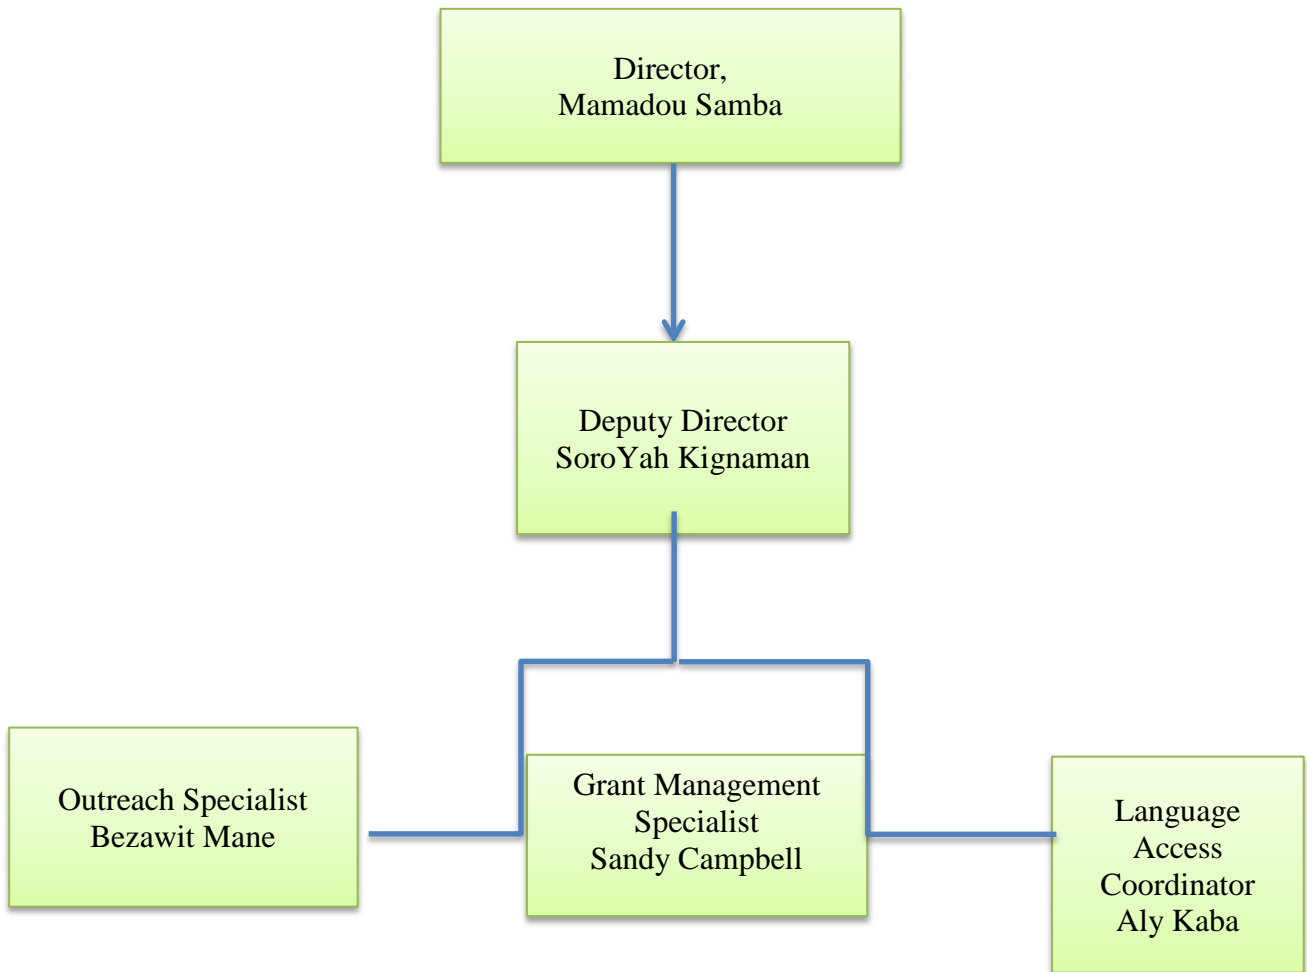 Director,
Mamadou Samba
Deputy Director
SoroYah Kignaman
Outreach Specialist
Bezawit Mane
Grant Management
Specialist
Sandy Campbell
Language
Access
Coordinator
Aly Kaba